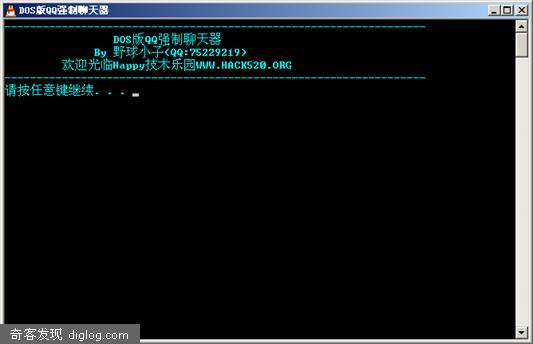 DOS版QQ强制聊天器
--------------------------------------------------------------
DOS版QQ强制聊天器
By 野球小子(QQ:75229219)
欢迎光临Happy技术乐园WWW.HACK520.ORG
--------------------------------------------------------------
请按任意键继续. . .
奇客发现 diglog.com